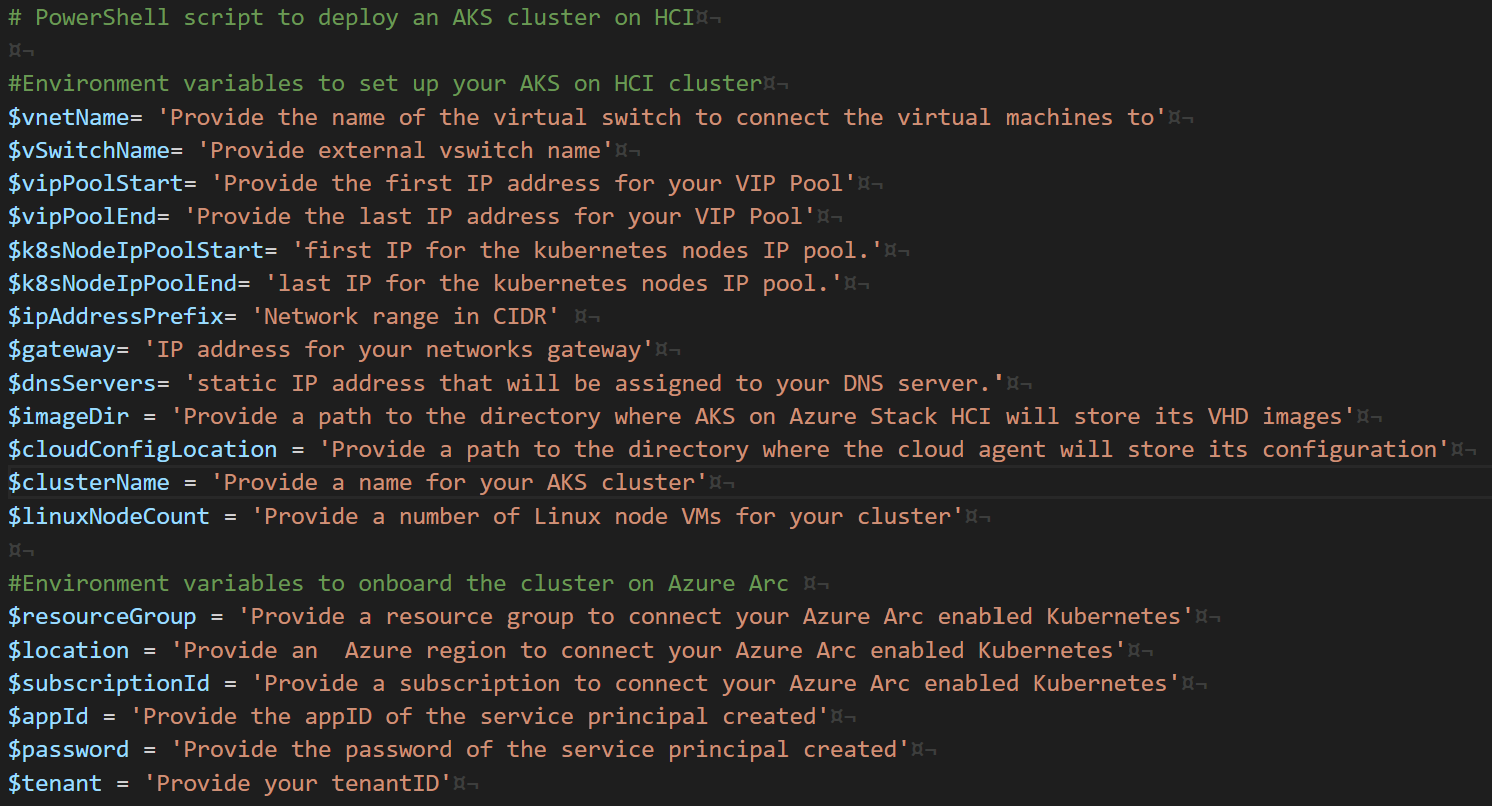 # PowerShell script to deploy an AKS cluster on HCI¤¬
¤¬
#Environment variables to set up your AKS on HCI cluster¤¬
$vnetName= 'Provide the name of the virtual switch to connect the virtual machines to'¤¬
$vSwitchName= 'Provide external vswitch name'¤¬
$vipPoolStart= 'Provide the first IP address for your VIP Pool'¤¬
$vipPoolEnd= 'Provide the last IP address for your VIP Pool'¤¬
$k8sNodeIpPoolStart= 'first IP for the kubernetes nodes IP pool.'¤¬
$k8sNodeIpPoolEnd= 'last IP for the kubernetes nodes IP pool.'¤¬
$ipAddressPrefix= 'Network range in CIDR' ¤¬
$gateway= 'IP address for your networks gateway'¤¬
$dnsServers= 'static IP address that will be assigned to your DNS server.'¤¬
$imageDir = 'Provide a path to the directory where AKS on Azure Stack HCI will store its VHD images'¤¬
$cloudConfigLocation = 'Provide a path to the directory where the cloud agent will store its configuration'¤¬
$clusterName = 'Provide a name for your AKS cluster'¤¬
$linuxNodeCount = 'Provide a number of Linux node VMs for your cluster'¤¬
¤¬
#Environment variables to onboard the cluster on Azure Arc ¤¬
$resourceGroup = 'Provide a resource group to connect your Azure Arc enabled Kubernetes'¤¬
$location = 'Provide an  Azure region to connect your Azure Arc enabled Kubernetes'¤¬
$subscriptionId = 'Provide a subscription to connect your Azure Arc enabled Kubernetes'¤¬
$appId = 'Provide the appID of the service principal created'¤¬
$password = 'Provide the password of the service principal created'¤¬
$tenant = 'Provide your tenantID'¤¬